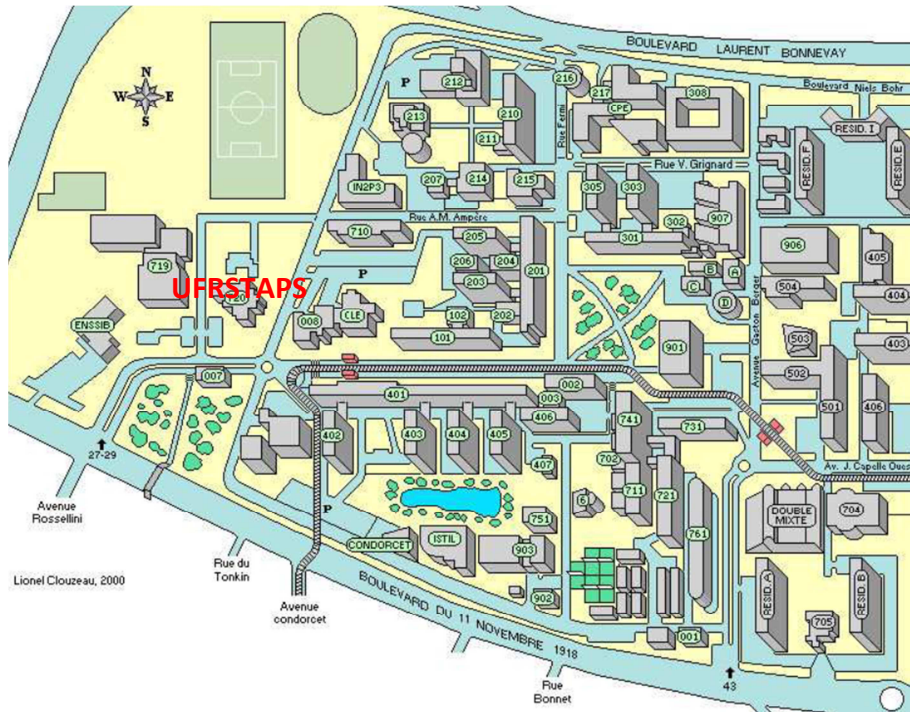 BOULEVARD LAURENT BONNEVAY
Boulevard Niels Bohr
N
W E
S
P
212
210
216
217
CPE
308
213
211
Rue Fermi
RESID. I
RESID. F
RESID. E
Rue V. Grignard
IN2P3
207
214
215
305
303
302
907
Rue A.M. Ampère
710
205
201
301
906
405
719
206
204
203
P
B
A
C
D
504
404
UFRSTAPS
ENSSIB
008
CLE
102
202
101
901
Avenue Gaston Berger
503
403
502
007
401
002
003
406
741
731
501
406
402
403
404
405
702
27-29
407
711
721
Av. J. Capelle Oues
Avenue
Rossellini
P
6
751
761
DOUBLE
MIXTE
704
CONDORCET
ISTIL
903
Rue du
Tonkin
Lionel Clouzeau, 2000
902
Avenue
condorcet
BOULEVARD DU 11 NOVEMBRE 1918
001
RESID. A
RESID. B
705
Rue
Bonnet
43